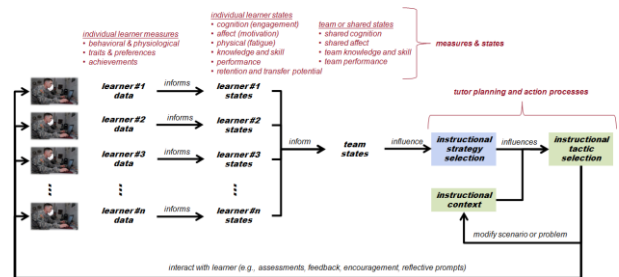 individual learner measures
• behavioral & physiological
• traits & preferences
• achievements
individual learner states
• cognition (engagement)
• affect (motivation)
• physical (fatigue)
• knowledge and skill
• performance
• retention and transfer potential
team or shared states
• shared cognition
• shared affect
• team knowledge and skill
• team performance
measures & states
learner#1
data
informs
learner#1
states
learner#2
data
informs
learner#2
states
learner#3
data
informs
learner#3
states
learner#n
data
informs
learner#n
states
inform
team
states
influence
tutor planning and action processes
instructional
strategy
selection
influences
instructional
tactic
selection
instructional
context
modify scenario or problem
interact with learner (e.g., assessments, feedback, encouragement, reflective prompts)